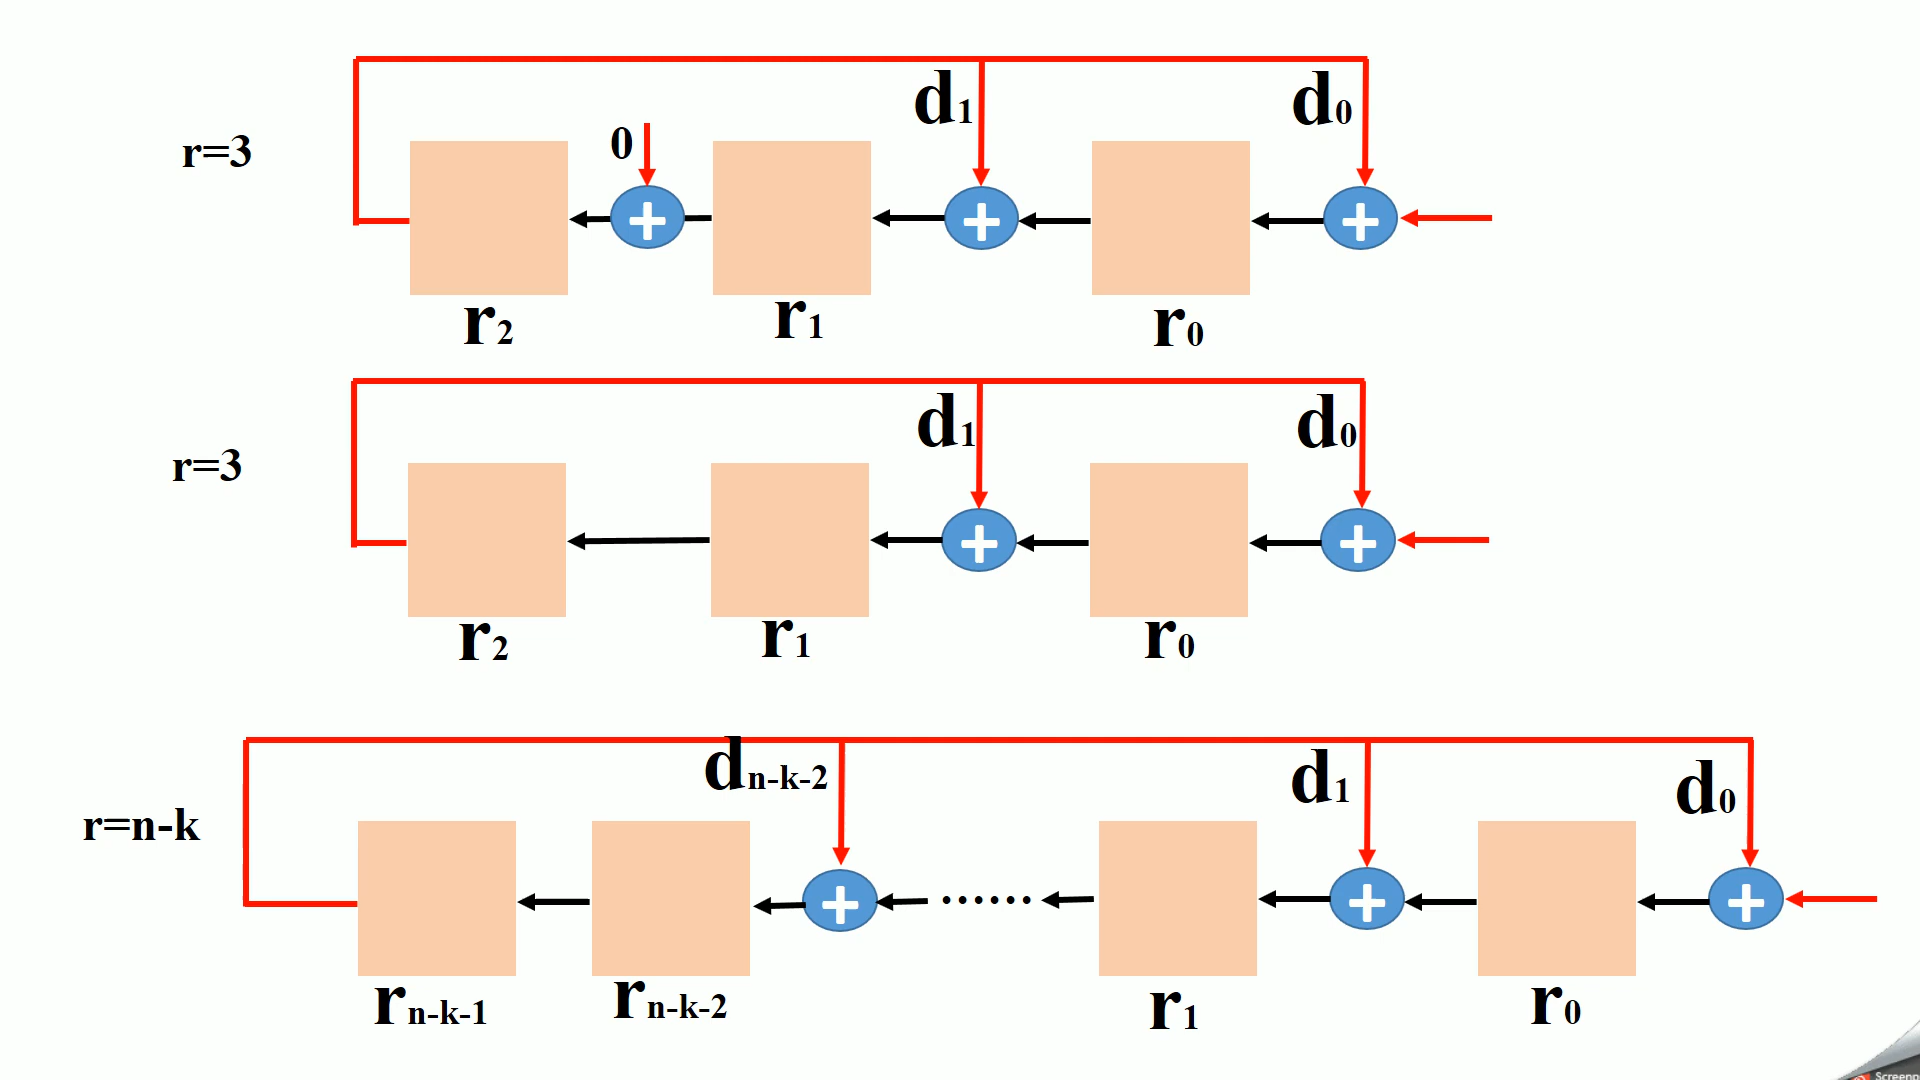 r=3
0
d1
d0
+
+
+
r2
r1
r0
r=3
d1
d0
+
+
r2
r1
r0
r=n-k
dn-k-2
d1
d0
+
......
+
+
rn-k-1
rn-k-2
r1
r0